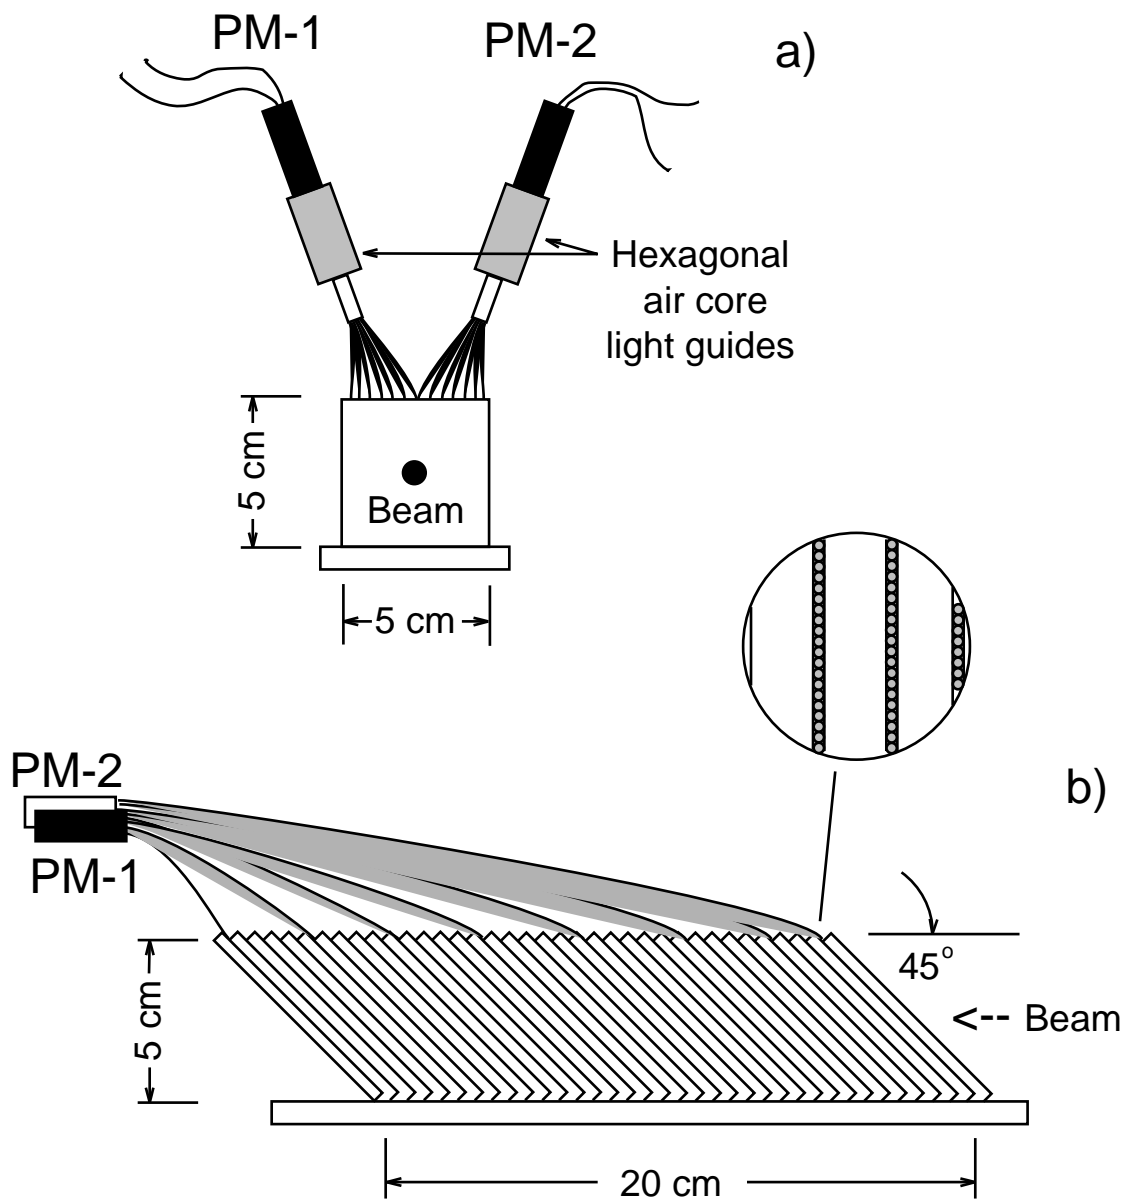 PM-1
PM-2
a)
Hexagonal
air core
light guides
5 cm
Beam
5 cm
PM-2
b)
PM-1
45°
5 cm
<-- Beam
20 cm